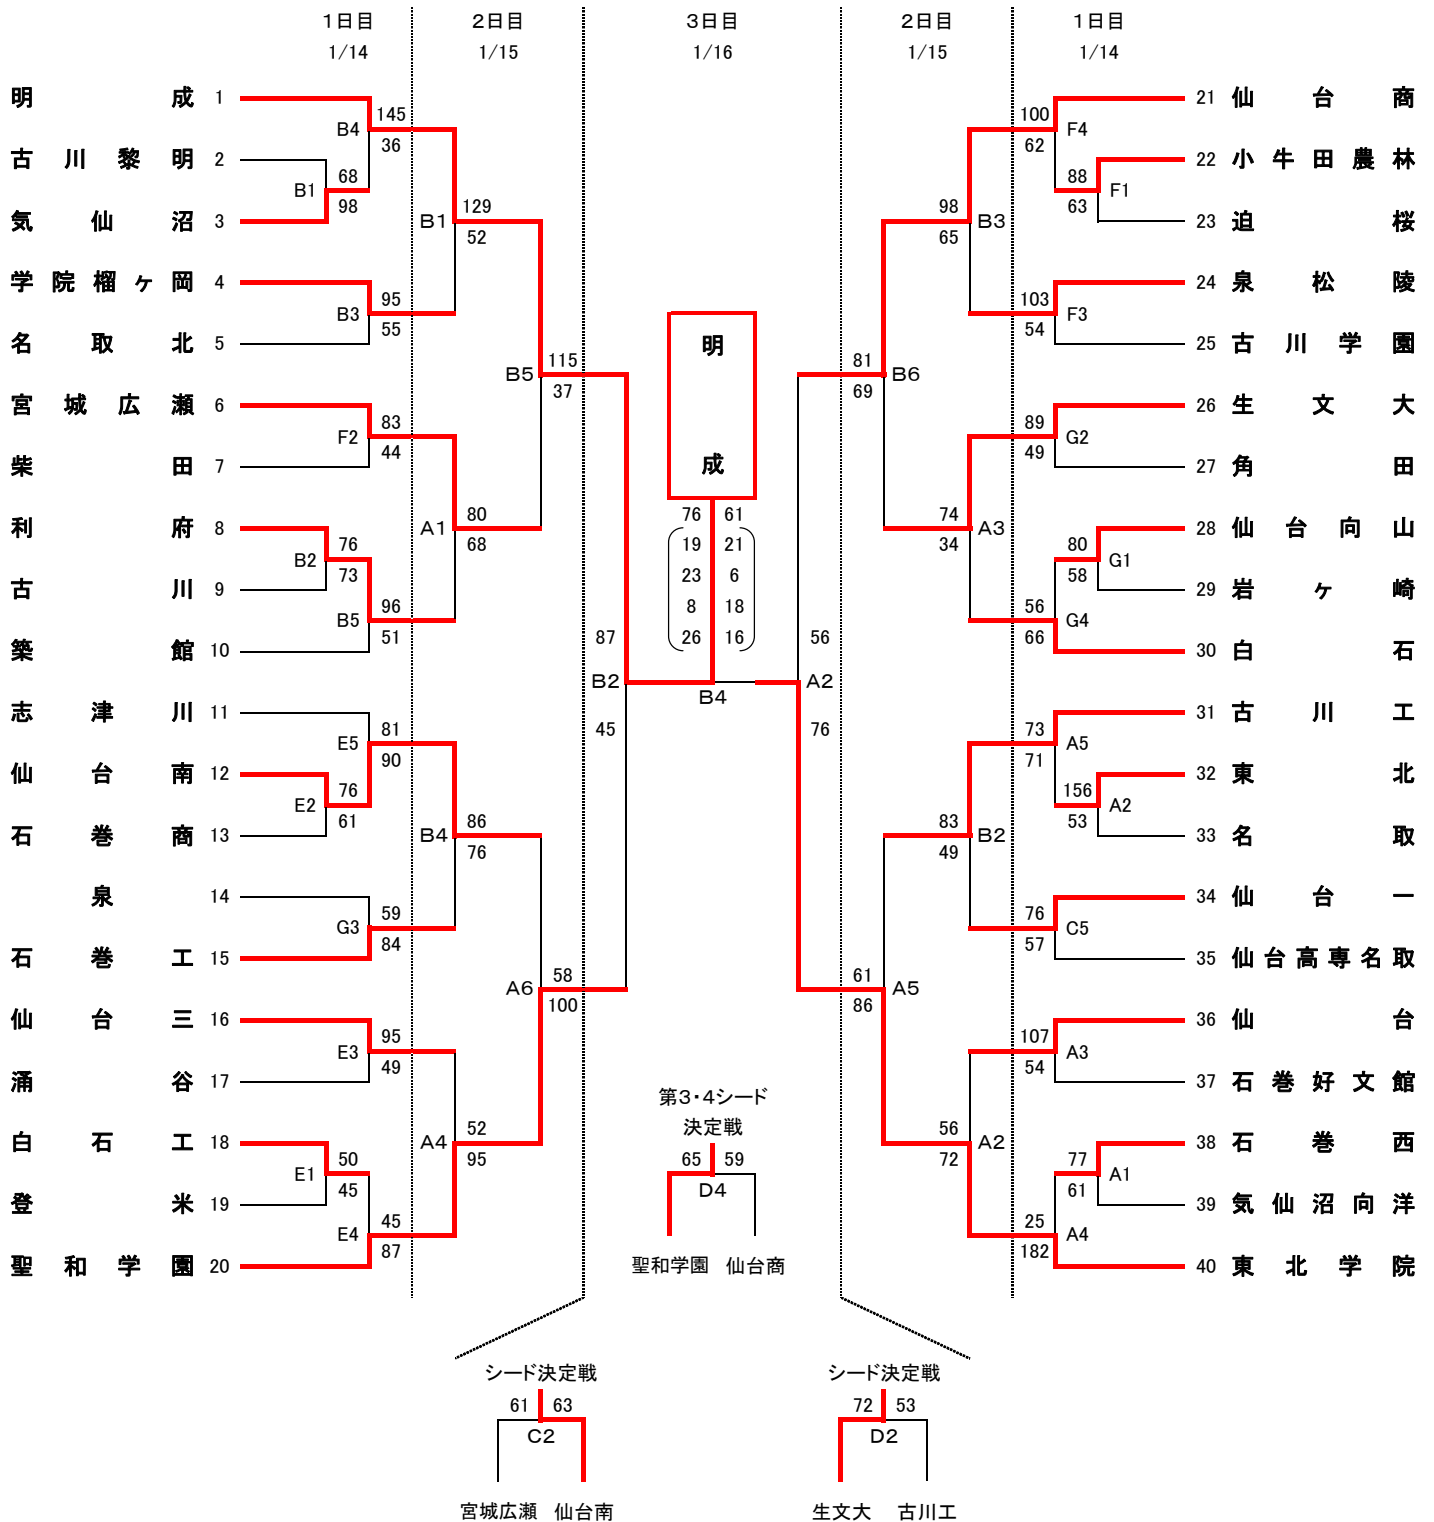 1日目 2日目 3日目 2日目 1日目
1/14 1/15 1/16 1/15 1/14
明成 1 145 100 21 仙台商
B4 F4
36 62
古川黎明 2 68 88 22 小牛田農林
B1 F1
気仙沼 3 98 129 98 63 23 迫桜
B1 B3
52 65
学院榴ヶ岡 4 95 103 24 泉松陵
B3 F3
55 54
名取北 5 明 25 古川学園
115 81
B5 B6
37 69
宮城広瀬 6 83 89 26 生文大
F2 G2
44 49
柴田 7 成 27 角田
利府 8 80 76 61 74 28 仙台向山
A1 A3
76 68 19 21 34 80
B2 G1
73 23 6 58
古川 9 29 岩ヶ崎
96 8 18 56
B5 G4
51 87 26 16 56 66
築館 10 30 白石
B2 B4 A2
志津川 11 81 45 76 73 31 古川工
E5 A5
90 71
仙台南 12 76 156 32 東北
E2 A2
61 53
石巻商 13 86 83 33 名取
B4 B2
76 49
泉 14 59 76 34 仙台一
G3 C5
84 57
石巻工 15 58 61 35 仙台高専名取
A6 A5
100 86
仙台三 16 95 107 36 仙台
E3 A3
49 54
涌谷 17 第3・4シード 37 石巻好文館
決定戦
白石工 18 52 56 38 石巻西
A4 A2
50 95 65 59 72 77
E1 D4 A1
45 61
登米 19 39 気仙沼向洋
45 25
E4 A4
87 182
聖和学園 20 聖和学園 仙台商 40 東北学院
シード決定戦 シード決定戦
61 63 72 53
C2 D2
宮城広瀬 仙台南 生文大 古川工